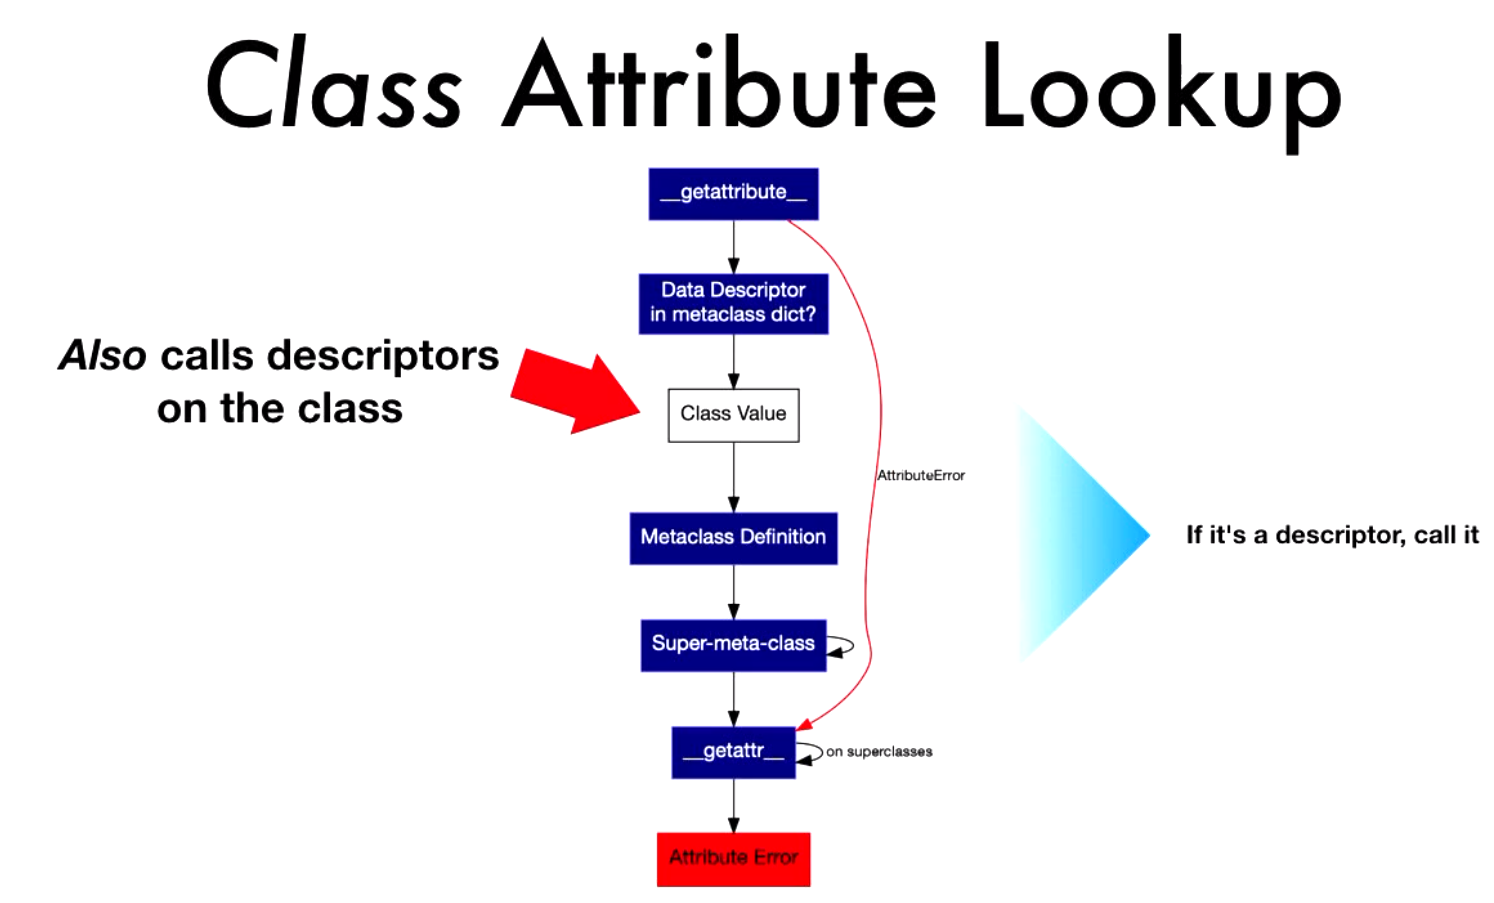 Class Attribute Lookup
__getattribute__
Data Descriptor
in metaclass dict?
Also calls descriptors
on the class
Class Value
AttributeError
Metaclass Definition
If it's a descriptor, call it
Super-meta-class
__getattr__
on superclasses
Attribute Error